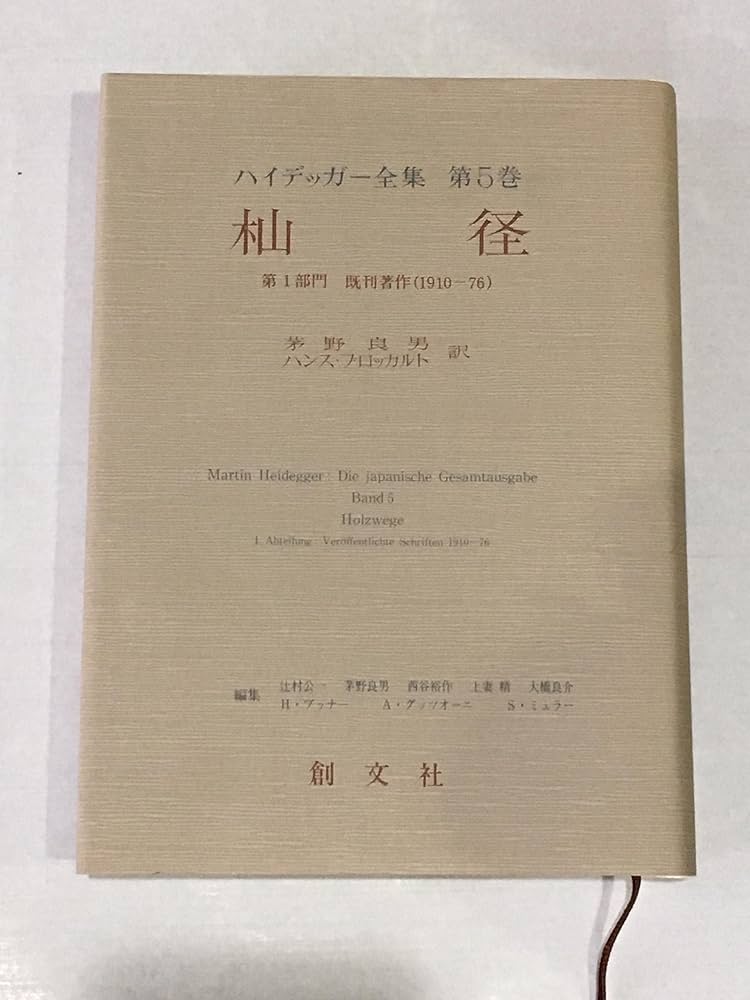 ハイデッガー全集 第5巻
杣径
第1部門 既刊著作(1910－76)
茅野良男
ハンス・ブロッカルト 訳
Martin Heidegger: Die japanische Gesamtausgabe
Band 5
Holzwege
I. Abteilung: Veröffentlichte Schriften 1910－76
編集 辻村公一 茅野良男 西谷裕作 上妻精 大橋良介
H・ブッナー A・グッツオーニ S・ミュラー
創文社